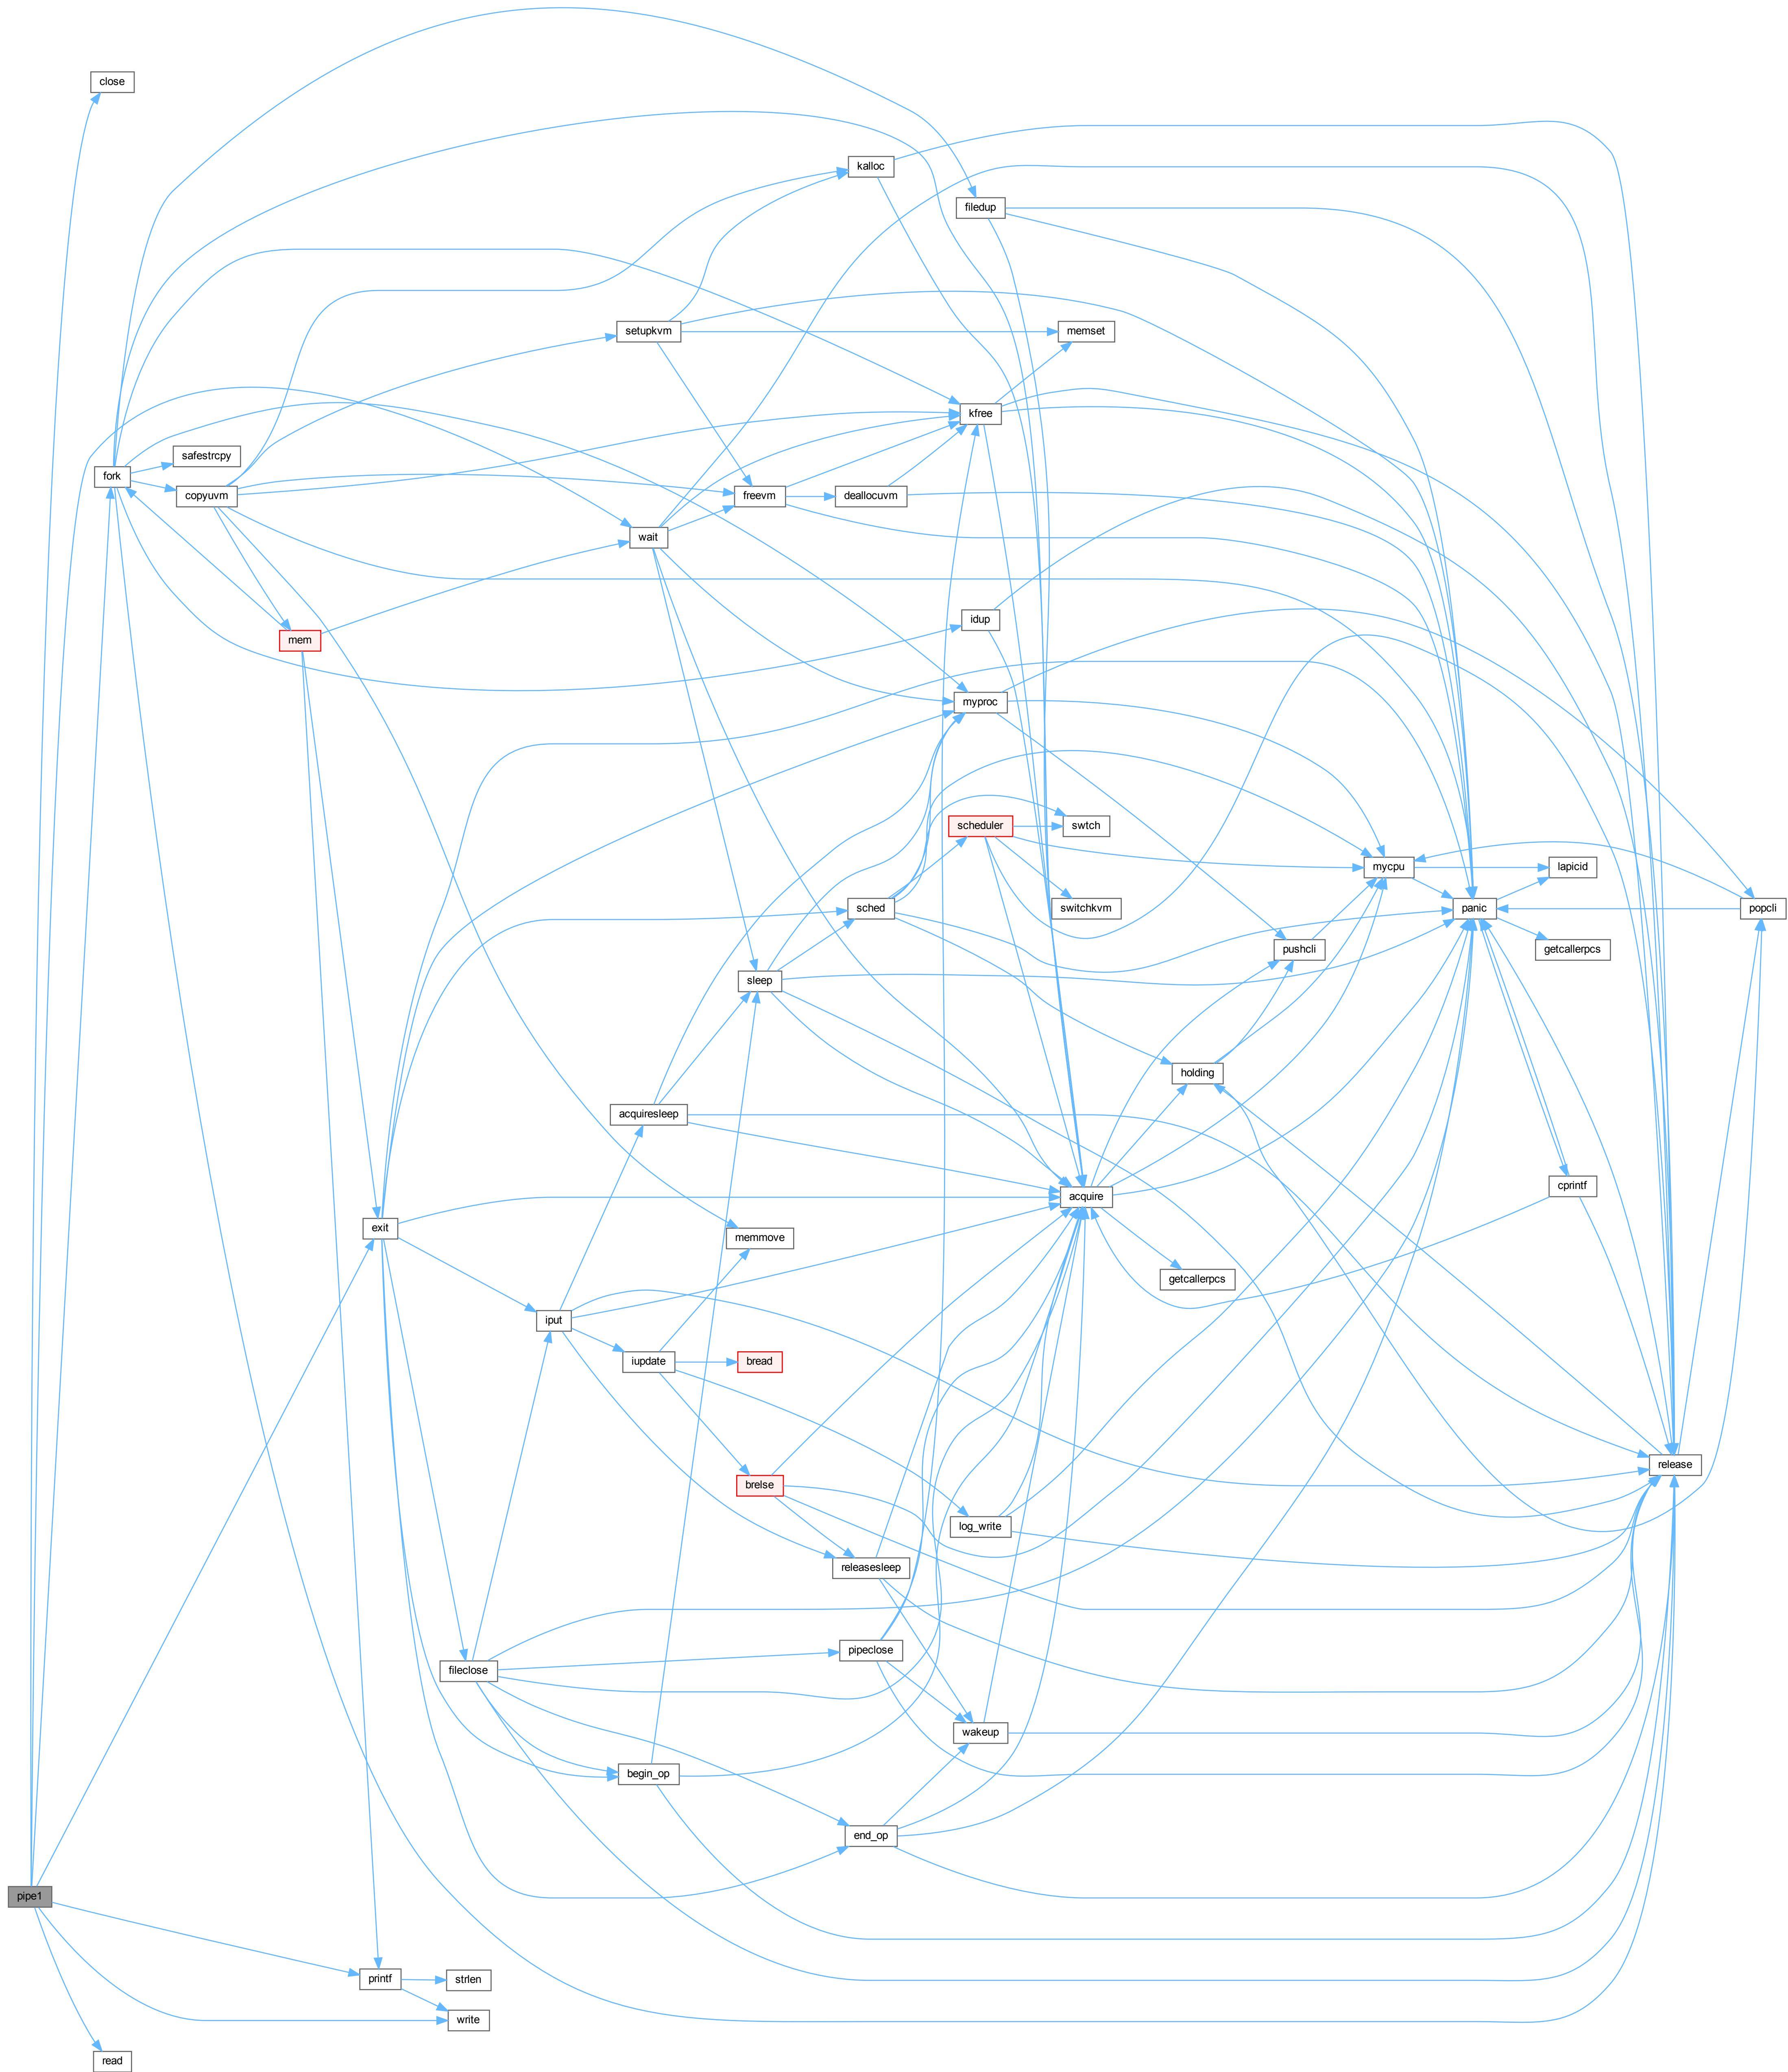 close
kalloc
filedup
setupkvm
memset
kfree
safestrcpy
fork
copyuvm
freevm
deallocuvm
wait
idup
mem
myproc
scheduler
swtch
mycpu
lapicid
sched
switchkvm
panic
popcli
pushcli
getcallerpcs
sleep
holding
acquiresleep
cprintf
acquire
exit
memmove
getcallerpcs
iput
iupdate
bread
release
brelse
log_write
releasesleep
pipeclose
fileclose
wakeup
begin_op
end_op
pipe1
printf
strlen
write
read